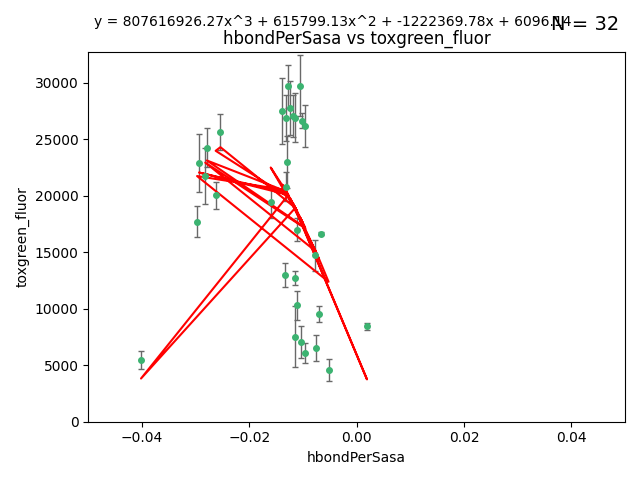 y = 807616926.27x^3 + 615799.13x^2 + -1222369.78x + 6096.
N = 32
hbondPerSasa vs toxgreen_fluor
30000
25000
20000
15000
10000
5000
0
toxgreen_fluor
−0.04
−0.02
0.00
0.02
0.04
hbondPerSasa